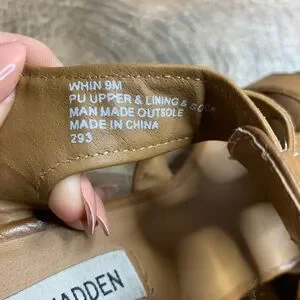 WHIN 9M
PU UPPER & LINING & SOCK
MAN MADE OUTSOLE
MADE IN CHINA
293
MADDEN